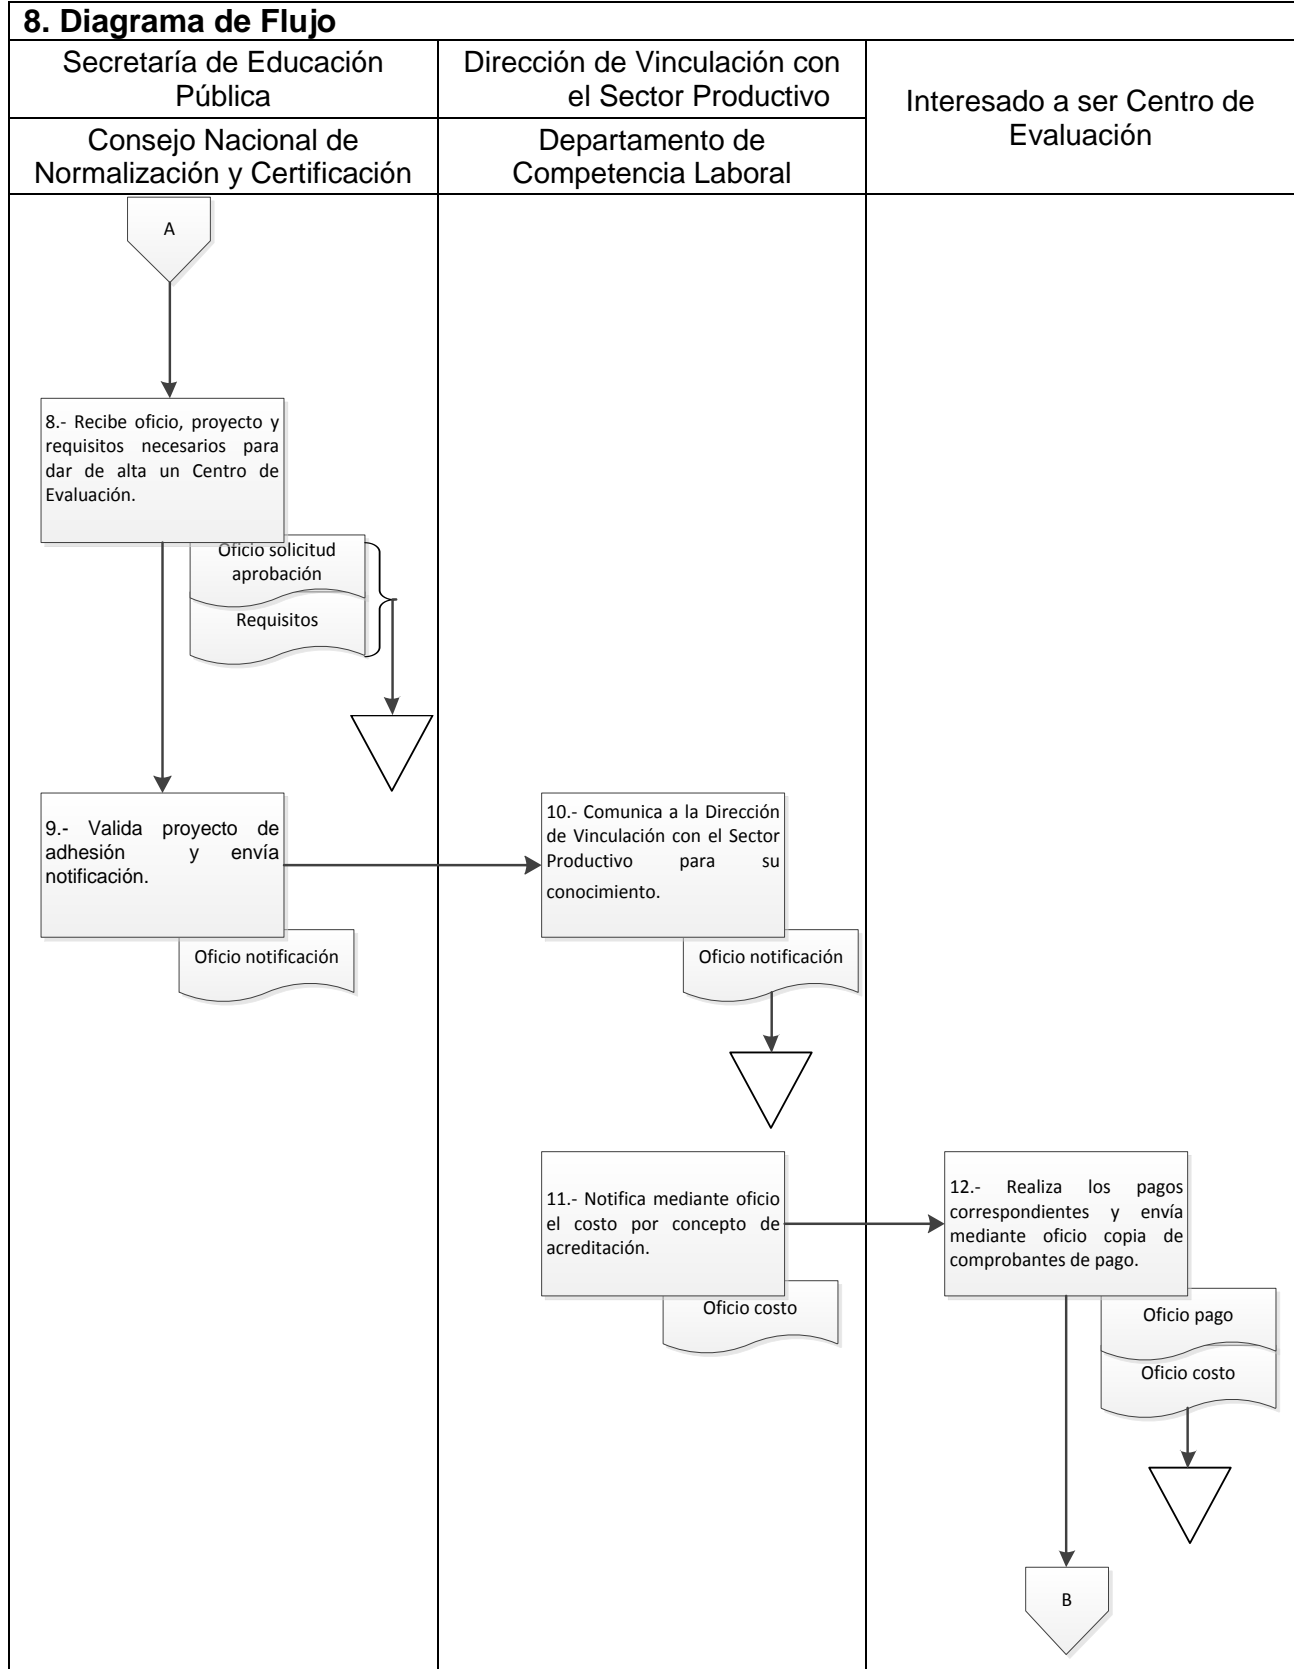 8. Diagrama de Flujo
Secretaría de Educación
Pública
Dirección de Vinculación con
el Sector Productivo
Interesado a ser Centro de
Evaluación
Consejo Nacional de
Normalización y Certificación
Departamento de
Competencia Laboral
A
8.- Recibe oficio, proyecto y
requisitos necesarios para
dar de alta un Centro de
Evaluación.
Oficio solicitud
aprobación
Requisitos
9.- Valida proyecto de
adhesión y envía
notificación.
Oficio notificación
10.- Comunica a la Dirección
de Vinculación con el Sector
Productivo para su
conocimiento.
Oficio notificación
11.- Notifica mediante oficio
el costo por concepto de
acreditación.
Oficio costo
12.- Realiza los pagos
correspondientes y envía
mediante oficio copia de
comprobantes de pago.
Oficio pago
Oficio costo
B